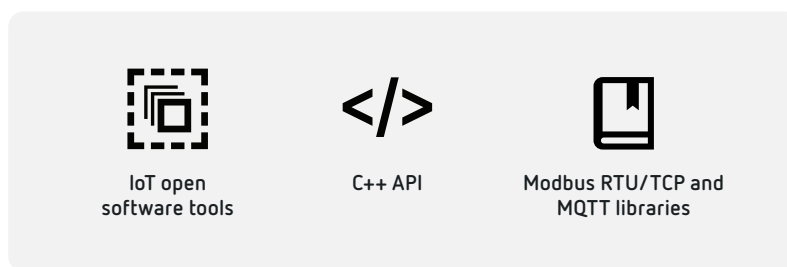 </>
IoT open
software tools
C++ API
Modbus RTU/TCP and
MQTT libraries